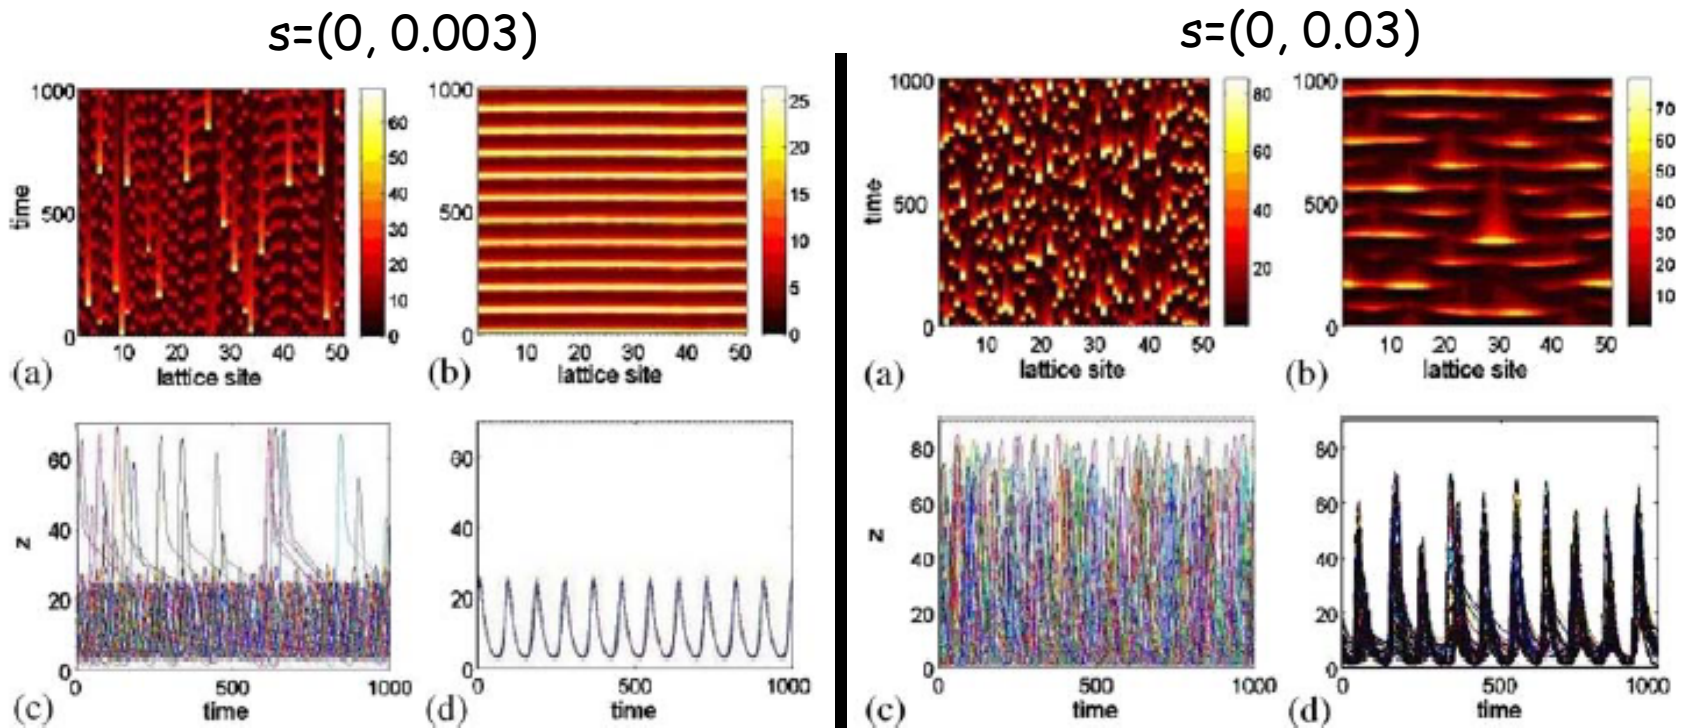 s=(0, 0.003)
1000
500
0
time
10 20 30 40 50
lattice site
60
50
40
30
20
10
0
(a)
1000
500
0
10 20 30 40 50
lattice site
25
20
15
10
5
0
(b)
60
40
20
0
z
0 500 1000
time
(c)
60
40
20
0
0 500 1000
time
(d)
s=(0, 0.03)
1000
500
0
time
10 20 30 40 50
lattice site
80
60
40
20
(a)
1000
500
0
10 20 30 40 50
lattice site
70
60
50
40
30
20
10
(b)
80
60
40
20
0
z
0 500 1000
time
(c)
80
60
40
20
0
0 500 1000
time
(d)